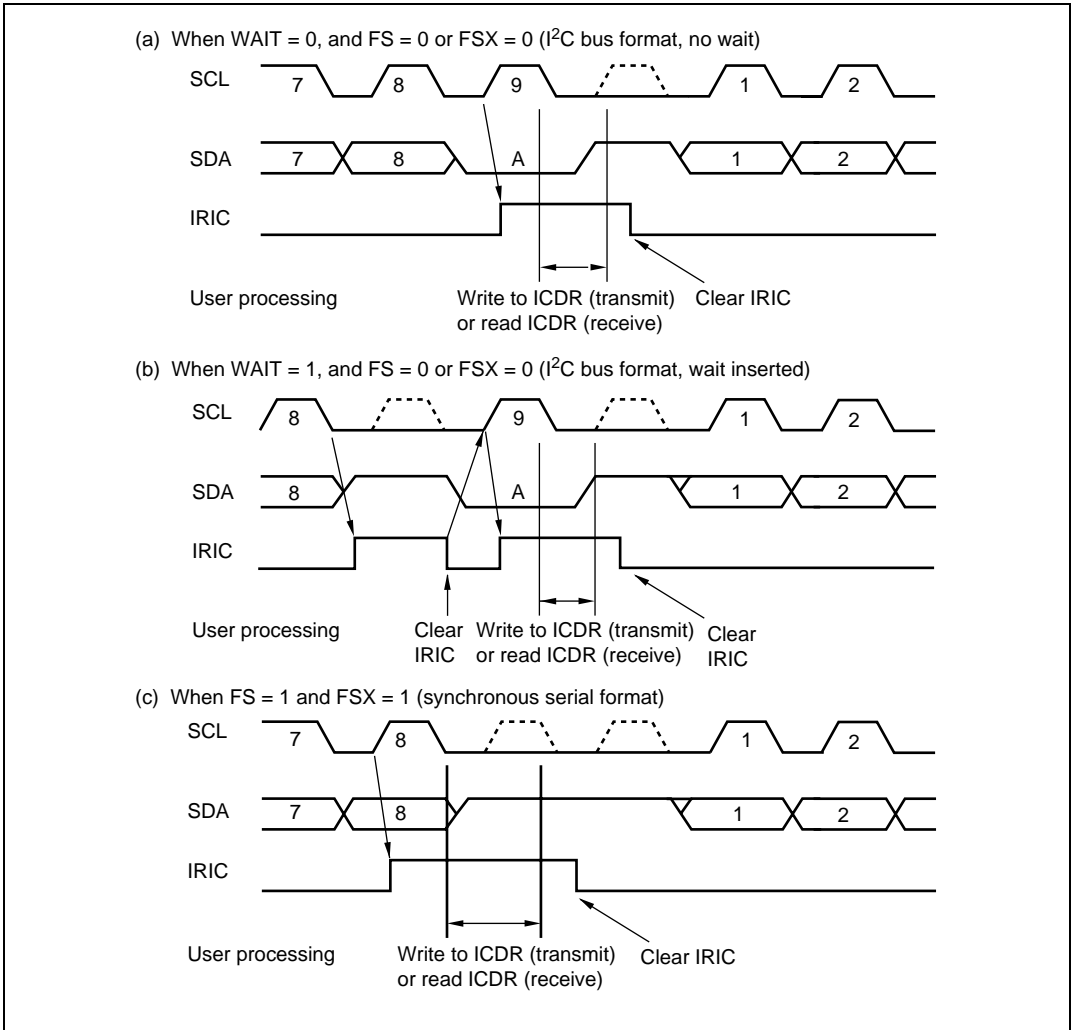 (a) When WAIT = 0, and FS = 0 or FSX = 0 (I²C bus format, no wait)
SCL 7 8 9 1 2
SDA 7 8 A 1 2
IRIC
User processing Write to ICDR (transmit) Clear IRIC
or read ICDR (receive)
(b) When WAIT = 1, and FS = 0 or FSX = 0 (I²C bus format, wait inserted)
SCL 8 9 1 2
SDA 8 A 1 2
IRIC
User processing Clear Write to ICDR (transmit) Clear
IRIC or read ICDR (receive) IRIC
(c) When FS = 1 and FSX = 1 (synchronous serial format)
SCL 7 8 1 2
SDA 7 8 1 2
IRIC
User processing Write to ICDR (transmit) Clear IRIC
or read ICDR (receive)